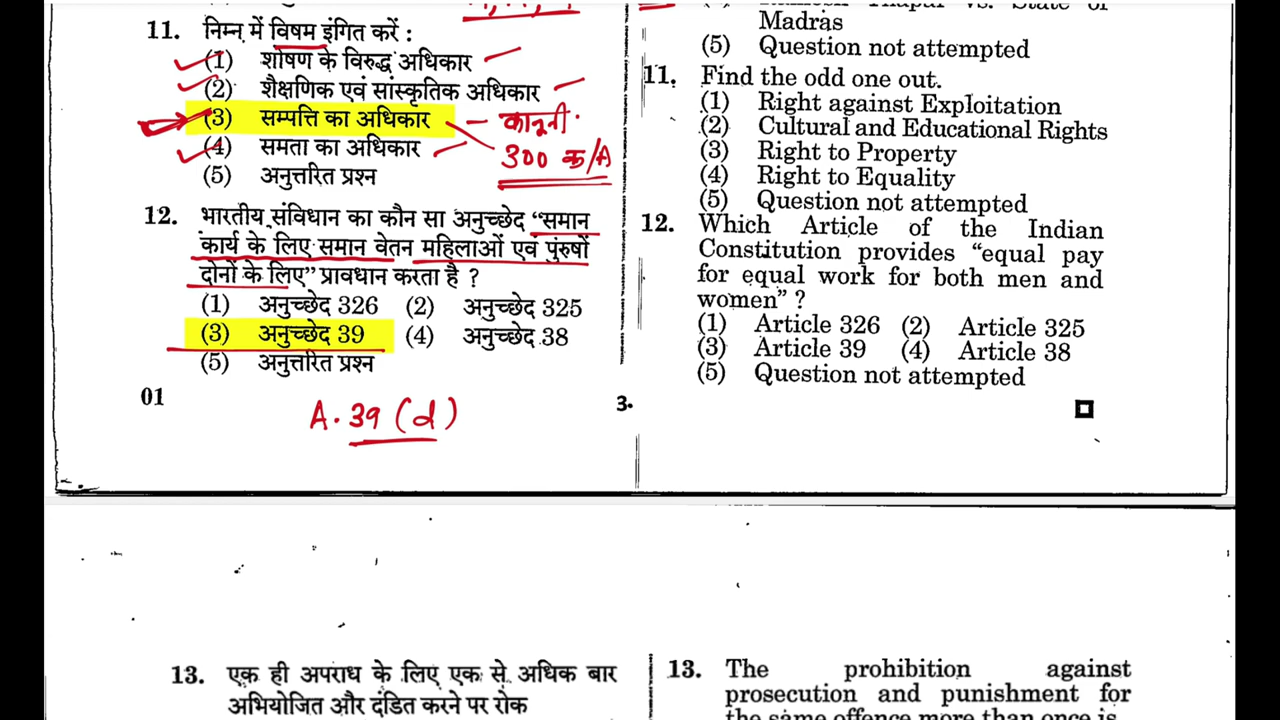 11. निम्न में विषम इंगित करें :
(1) शोषण के विरुद्ध अधिकार
(2) शैक्षणिक एवं सांस्कृतिक अधिकार
(3) सम्पत्ति का अधिकार – कानूनी
300 क/A
(4) समता का अधिकार
(5) अनुत्तरित प्रश्न
12. भारतीय संविधान का कौन सा अनुच्छेद “समान
कार्य के लिए समान वेतन महिलाओं एवं पुरुषों
दोनों के लिए” प्रावधान करता है ?
(1) अनुच्छेद 326 (2) अनुच्छेद 325
(3) अनुच्छेद 39 (4) अनुच्छेद 38
(5) अनुत्तरित प्रश्न
01
A. 39 (d)
3.
Madras
(5) Question not attempted
11. Find the odd one out.
(1) Right against Exploitation
(2) Cultural and Educational Rights
(3) Right to Property
(4) Right to Equality
(5) Question not attempted
12. Which Article of the Indian
Constitution provides “equal pay
for equal work for both men and
women” ?
(1) Article 326 (2) Article 325
(3) Article 39 (4) Article 38
(5) Question not attempted
13. एक ही अपराध के लिए एक से अधिक बार
अभियोजित और दंडित करने पर रोक
13. The prohibition against
prosecution and punishment for
the same offence more than once is